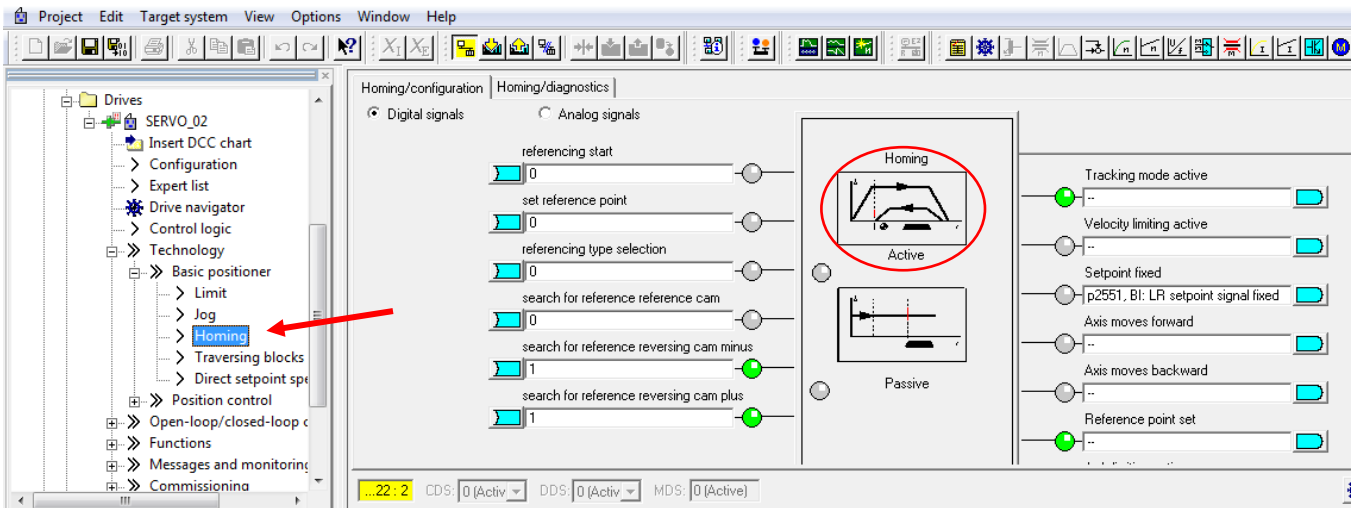 Project Edit Target system View Options Window Help
Drives
SERVO_02
Insert DCC chart
Configuration
Expert list
Drive navigator
Control logic
Technology
Basic positioner
Limit
Jog
Homing
Traversing blocks
Direct setpoint spe
Position control
Open-loop/closed-loop c
Functions
Messages and monitoring
Commissioning
Homing/configuration Homing/diagnostics
Digital signals Analog signals
referencing start
0
set reference point
0
referencing type selection
0
search for reference reference cam
0
search for reference reversing cam minus
1
search for reference reversing cam plus
1
Homing
Active
Passive
Tracking mode active
--
Velocity limiting active
--
Setpoint fixed
p2551, BI: LR setpoint signal fixed
Axis moves forward
--
Axis moves backward
--
Reference point set
--
...22 : 2 CDS: 0 (Activ DDS: 0 (Activ MDS: 0 (Active)